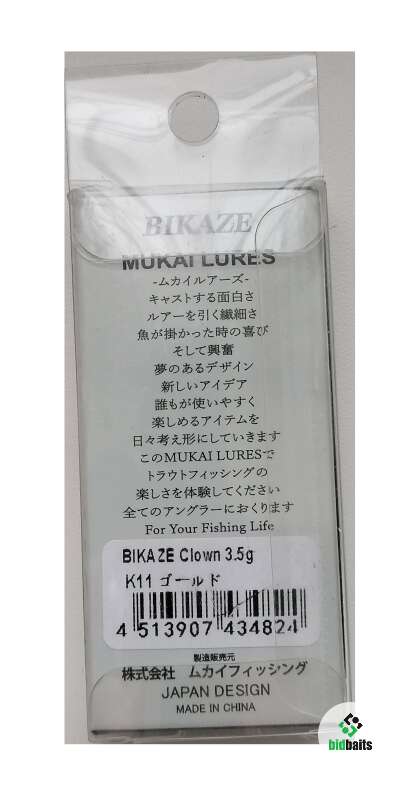 BIKAZE
MUKAI LURES
-ムカイルアーズ-
キャストする面白さ
ルアーを引く繊細さ
魚が掛かった時の喜び
そして興奮
夢のあるデザイン
新しいアイデア
誰もが使いやすく
楽しめるアイテムを
日々考え形にしていきます
このMUKAI LURESで
トラウトフィッシングの
楽しさを体験してください
全てのアングラーにおくります
For Your Fishing Life
BIKAZE Clown 3.5g
K11 ゴールド
4 513907 434824
製造販売元
株式会社 ムカイフィッシング
JAPAN DESIGN
MADE IN CHINA
bidbaits